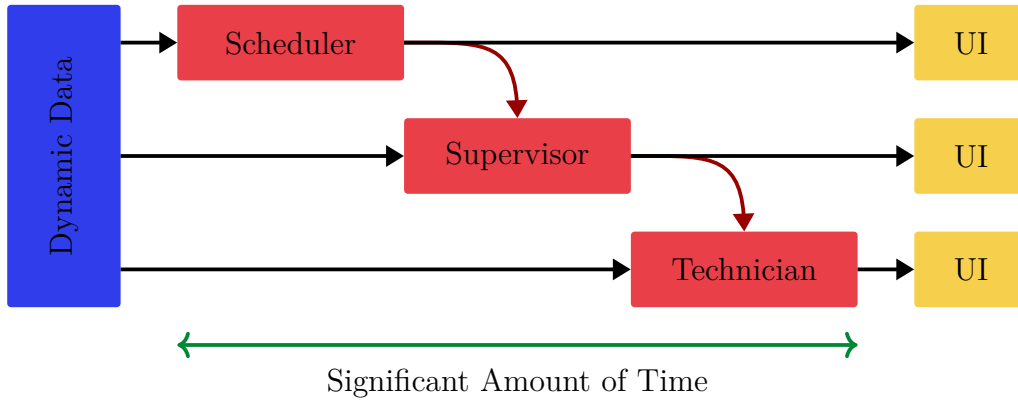 Dynamic Data
Scheduler
UI
Supervisor
UI
Technician
UI
Significant Amount of Time